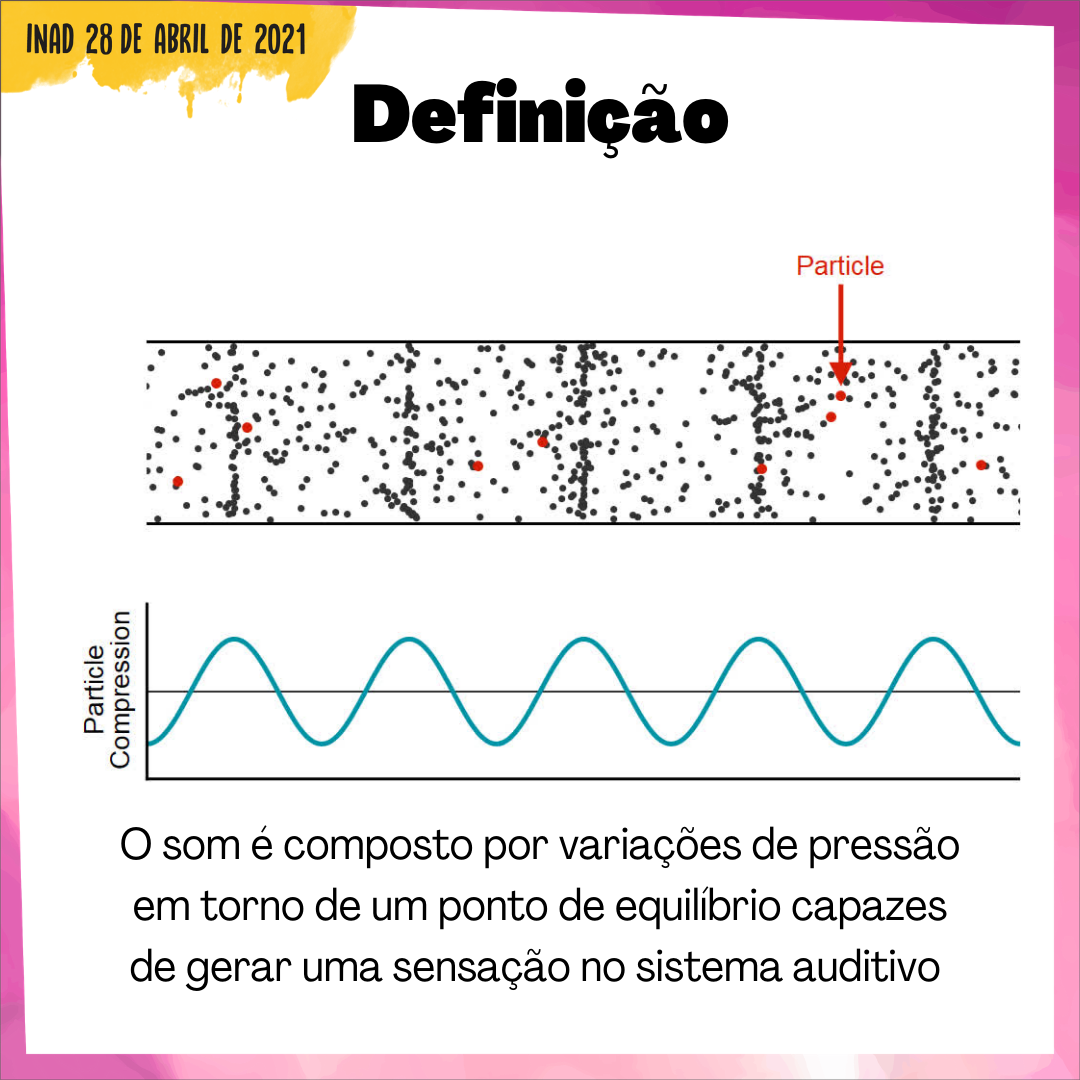 INAD 28 DE ABRIL DE 2021
Definição
Particle
Particle
Compression
O som é composto por variações de pressão
em torno de um ponto de equilíbrio capazes
de gerar uma sensação no sistema auditivo